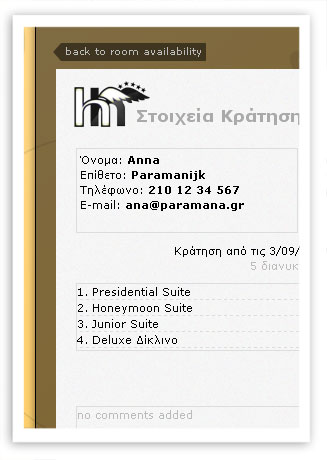 back to room availability
hm
Στοιχεία Κράτηση
Όνομα: Anna
Επίθετο: Paramanijk
Τηλέφωνο: 210 12 34 567
E-mail: ana@paramana.gr
Κράτηση από τις 3/09/
5 διανυκ
1. Presidential Suite
2. Honeymoon Suite
3. Junior Suite
4. Deluxe Δίκλινο
no comments added